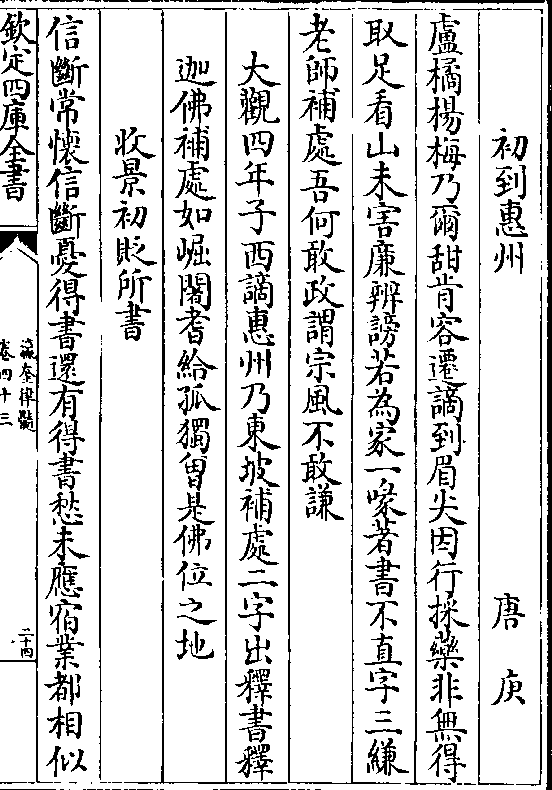 初到惠州 唐庚
盧橘楊梅乃爾甜肯容遷謫到眉尖因行採藥非無得
取足看山未害廉辨謗若為家一喙著書不直字三縑
老師補處吾何敢政謂宗風不敢謙
大觀四年子西謫惠州乃東坡補處二字出釋書釋
迦佛補處如崛闍耆給孤獨曾是佛位之地
收景初貶所書
信斷常懷信斷憂得書還有得書愁未應宿業都相似
欽定四庫全書
瀛奎律髓
卷四十三
二十四